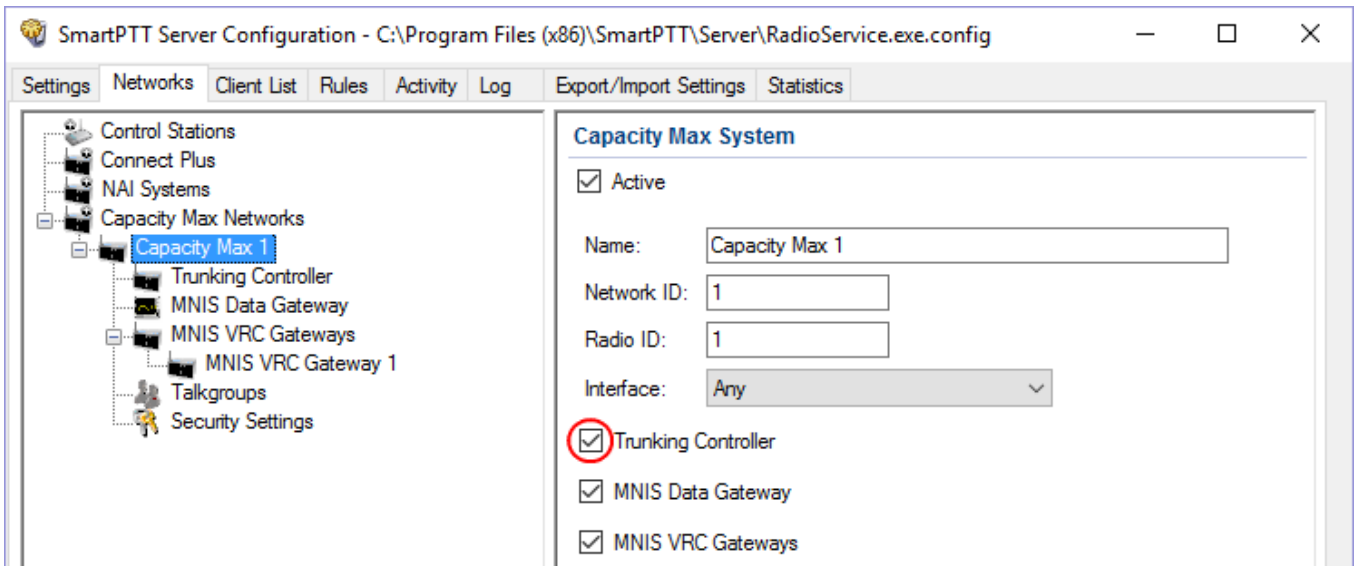 SmartPTT Server Configuration - C:\Program Files (x86)\SmartPTT\Server\RadioService.exe.config
Settings Networks Client List Rules Activity Log Export/Import Settings Statistics
Control Stations
Connect Plus
NAI Systems
Capacity Max Networks
Capacity Max 1
Trunking Controller
MNIS Data Gateway
MNIS VRC Gateways
MNIS VRC Gateway 1
Talkgroups
Security Settings
Capacity Max System
Active
Name: Capacity Max 1
Network ID: 1
Radio ID: 1
Interface: Any
Trunking Controller
MNIS Data Gateway
MNIS VRC Gateways